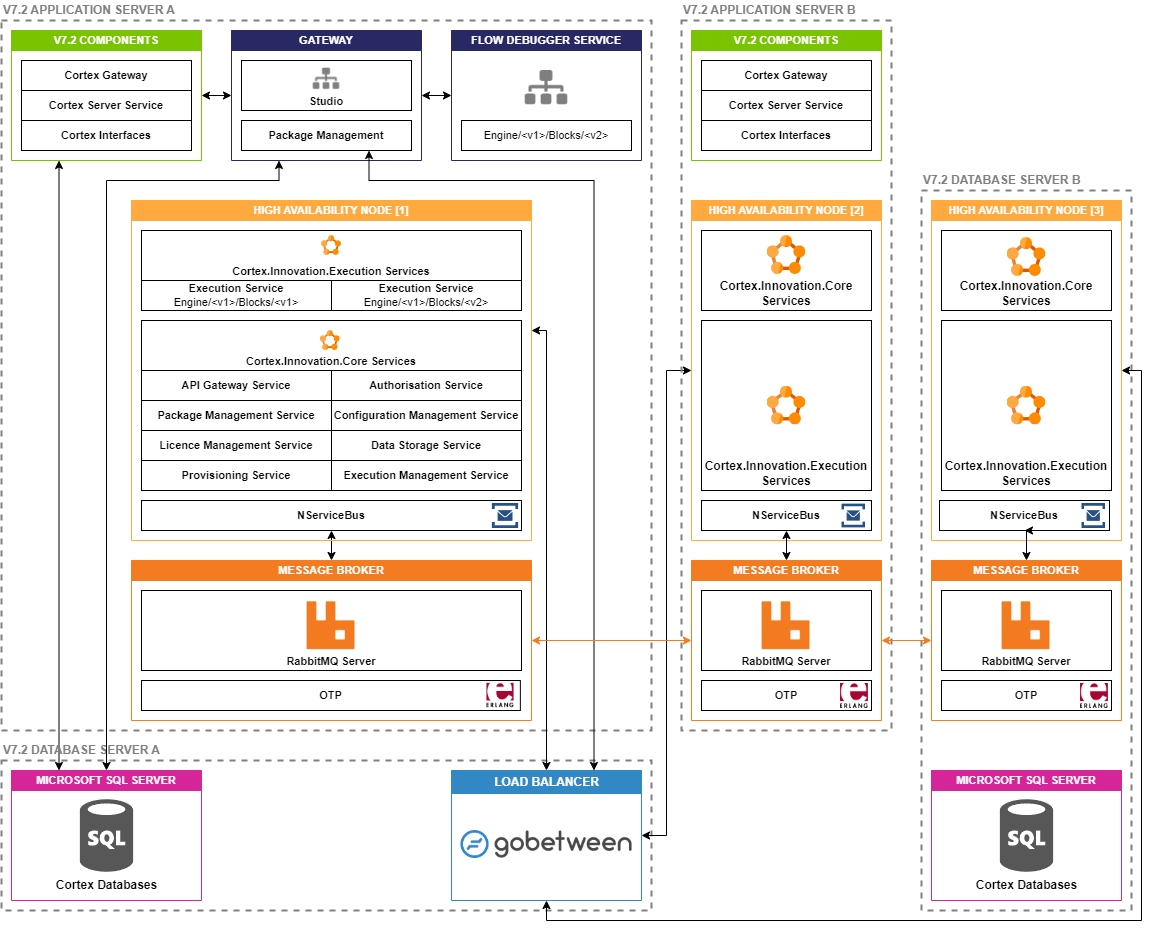 V7.2 APPLICATION SERVER A
V7.2 COMPONENTS
Cortex Gateway
Cortex Server Service
Cortex Interfaces
GATEWAY
Studio
Package Management
FLOW DEBUGGER SERVICE
Engine/<v1>/Blocks/<v2>
HIGH AVAILABILITY NODE [1]
Cortex.Innovation.Execution Services
Execution Service
Engine/<v1>/Blocks/<v1>
Execution Service
Engine/<v1>/Blocks/<v2>
Cortex.Innovation.Core Services
API Gateway Service
Authorisation Service
Package Management Service
Configuration Management Service
Licence Management Service
Data Storage Service
Provisioning Service
Execution Management Service
NServiceBus
MESSAGE BROKER
RabbitMQ Server
OTP
ERLANG
V7.2 APPLICATION SERVER B
V7.2 COMPONENTS
Cortex Gateway
Cortex Server Service
Cortex Interfaces
HIGH AVAILABILITY NODE [2]
Cortex.Innovation.Core
Services
Cortex.Innovation.Execution
Services
NServiceBus
MESSAGE BROKER
RabbitMQ Server
OTP
ERLANG
V7.2 DATABASE SERVER B
HIGH AVAILABILITY NODE [3]
Cortex.Innovation.Core
Services
Cortex.Innovation.Execution
Services
NServiceBus
MESSAGE BROKER
RabbitMQ Server
OTP
ERLANG
MICROSOFT SQL SERVER
SQL
Cortex Databases
V7.2 DATABASE SERVER A
MICROSOFT SQL SERVER
SQL
Cortex Databases
LOAD BALANCER
gobetween